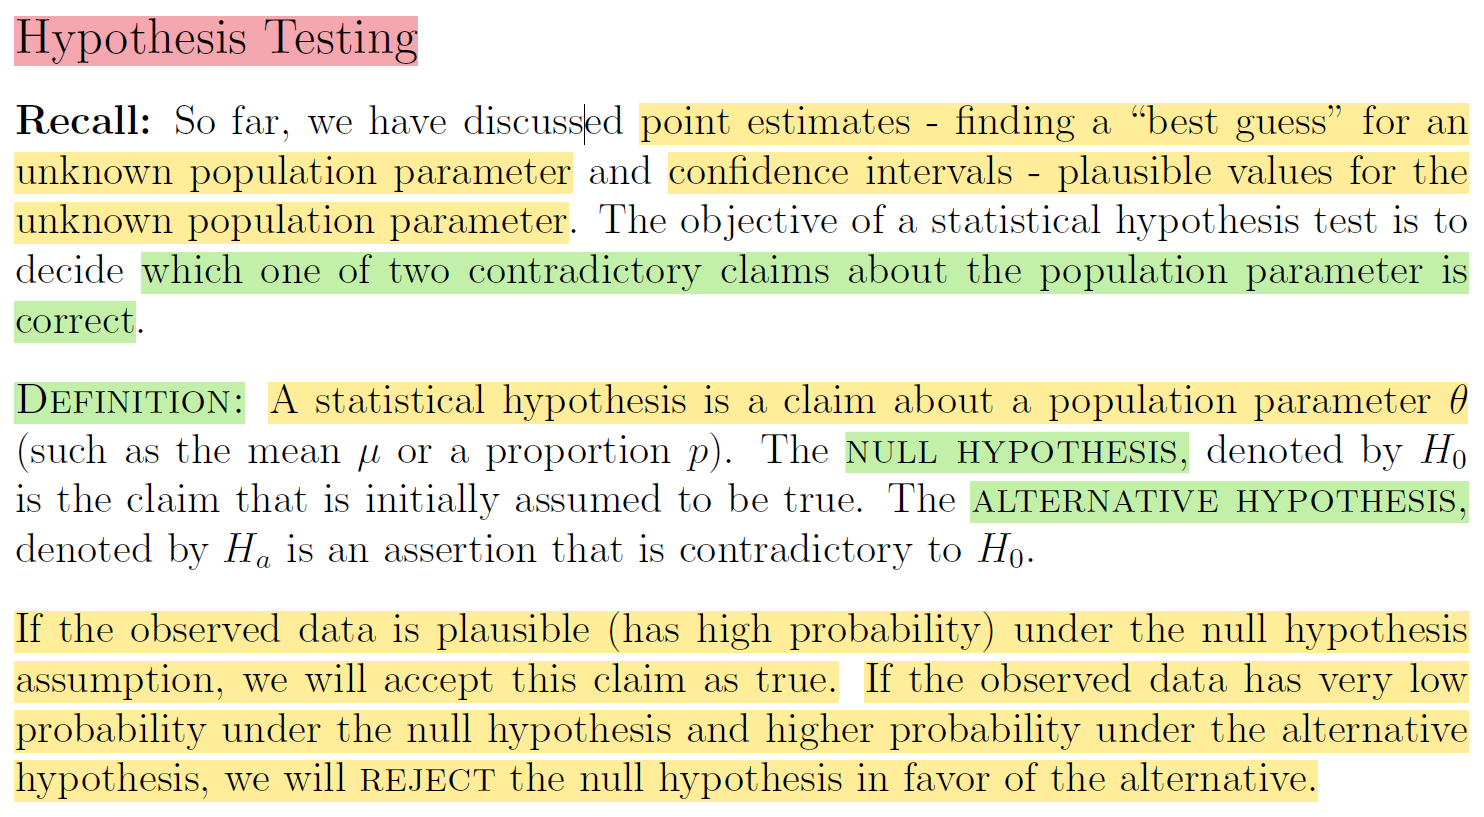 Hypothesis Testing
Recall: So far, we have discussed point estimates - finding a “best guess” for an
unknown population parameter and confidence intervals - plausible values for the
unknown population parameter. The objective of a statistical hypothesis test is to
decide which one of two contradictory claims about the population parameter is
correct.
DEFINITION: A statistical hypothesis is a claim about a population parameter θ
(such as the mean μ or a proportion p). The NULL HYPOTHESIS, denoted by H₀
is the claim that is initially assumed to be true. The ALTERNATIVE HYPOTHESIS,
denoted by Hₐ is an assertion that is contradictory to H₀.
If the observed data is plausible (has high probability) under the null hypothesis
assumption, we will accept this claim as true. If the observed data has very low
probability under the null hypothesis and higher probability under the alternative
hypothesis, we will REJECT the null hypothesis in favor of the alternative.